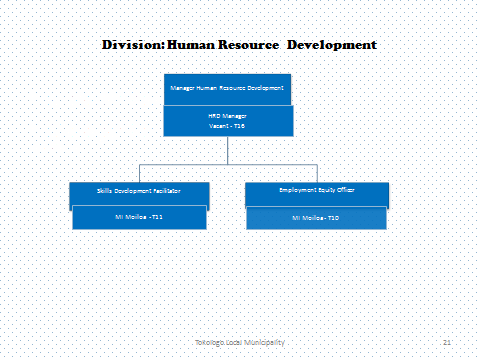 Division: Human Resource Development
Manager Human Resource Development
HRD Manager
Vacant - T16
Skills Development Facilitator
Employment Equity Officer
MI Moiloa - T11
MI Moiloa - T10
Tokologo Local Municipality
21